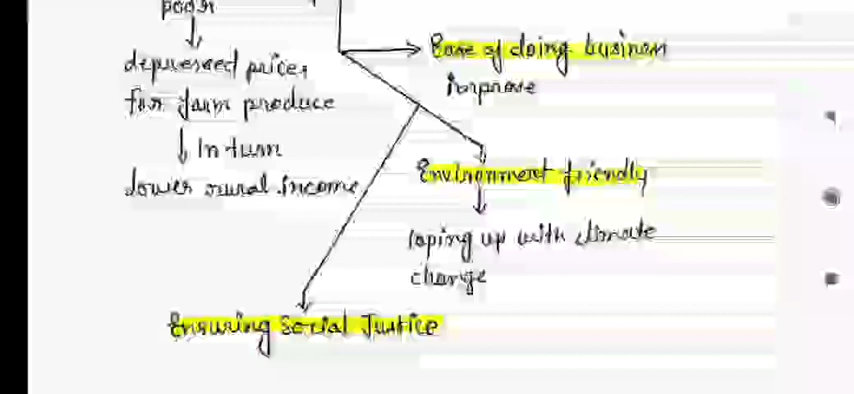 poor
depressed prices
for farm produce
In turn
lower rural income
Ease of doing business
improve
Environment friendly
coping up with climate
change
Ensuring Social Justice